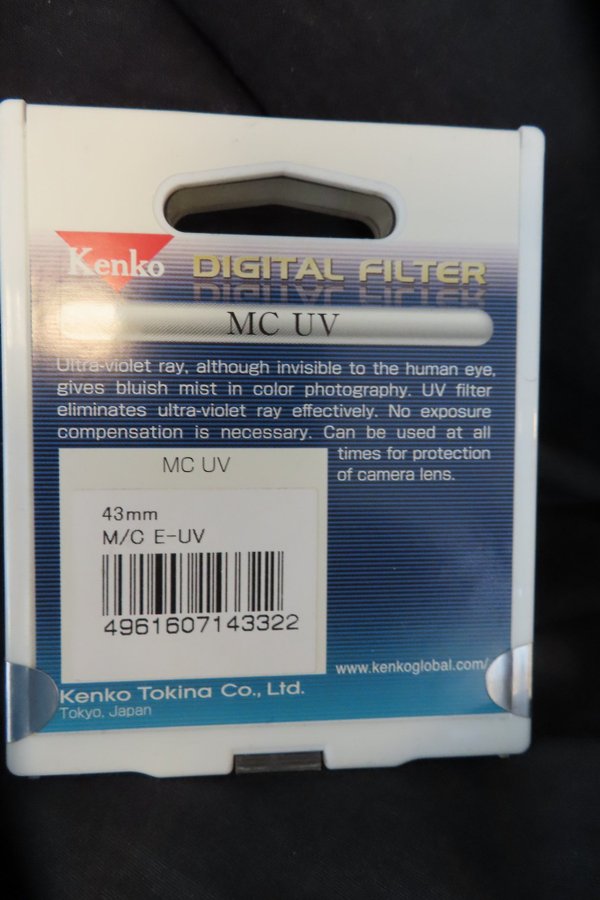 Kenko DIGITAL FILTER
MC UV
Ultra-violet ray, although invisible to the human eye,
gives bluish mist in color photography. UV filter
eliminates ultra-violet ray effectively. No exposure
compensation is necessary. Can be used at all
times for protection
of camera lens.
MC UV
43mm
M/C E-UV
4961607143322
www.kenkoglobal.com/
Kenko Tokina Co., Ltd.
Tokyo, Japan